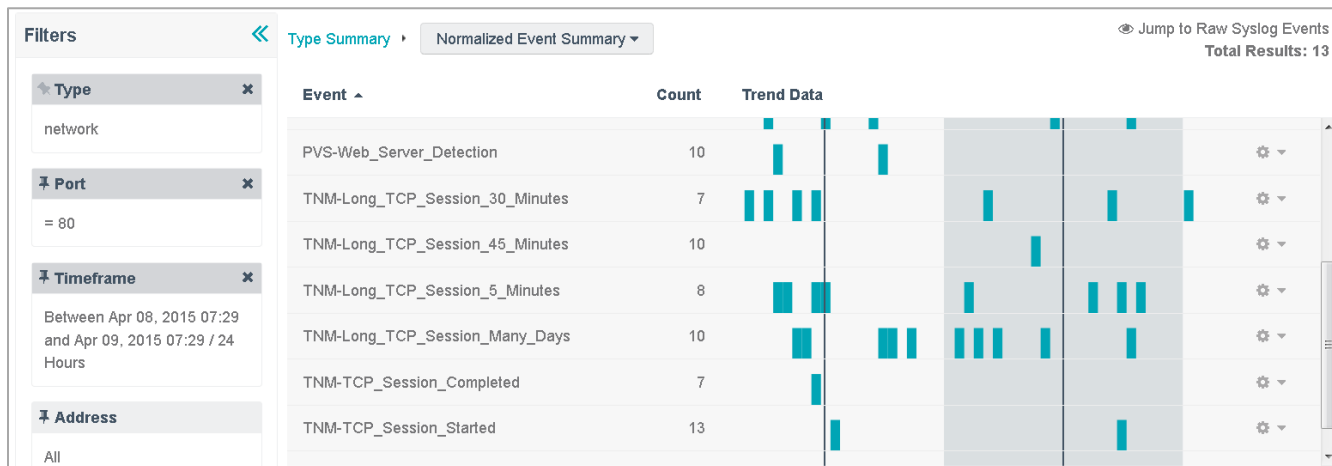 Filters
Type
network
Port
= 80
Timeframe
Between Apr 08, 2015 07:29
and Apr 09, 2015 07:29 / 24
Hours
Address
All
Type Summary
Normalized Event Summary
Jump to Raw Syslog Events
Total Results: 13
Event Count Trend Data
PVS-Web_Server_Detection 10
TNM-Long_TCP_Session_30_Minutes 7
TNM-Long_TCP_Session_45_Minutes 10
TNM-Long_TCP_Session_5_Minutes 8
TNM-Long_TCP_Session_Many_Days 10
TNM-TCP_Session_Completed 7
TNM-TCP_Session_Started 13